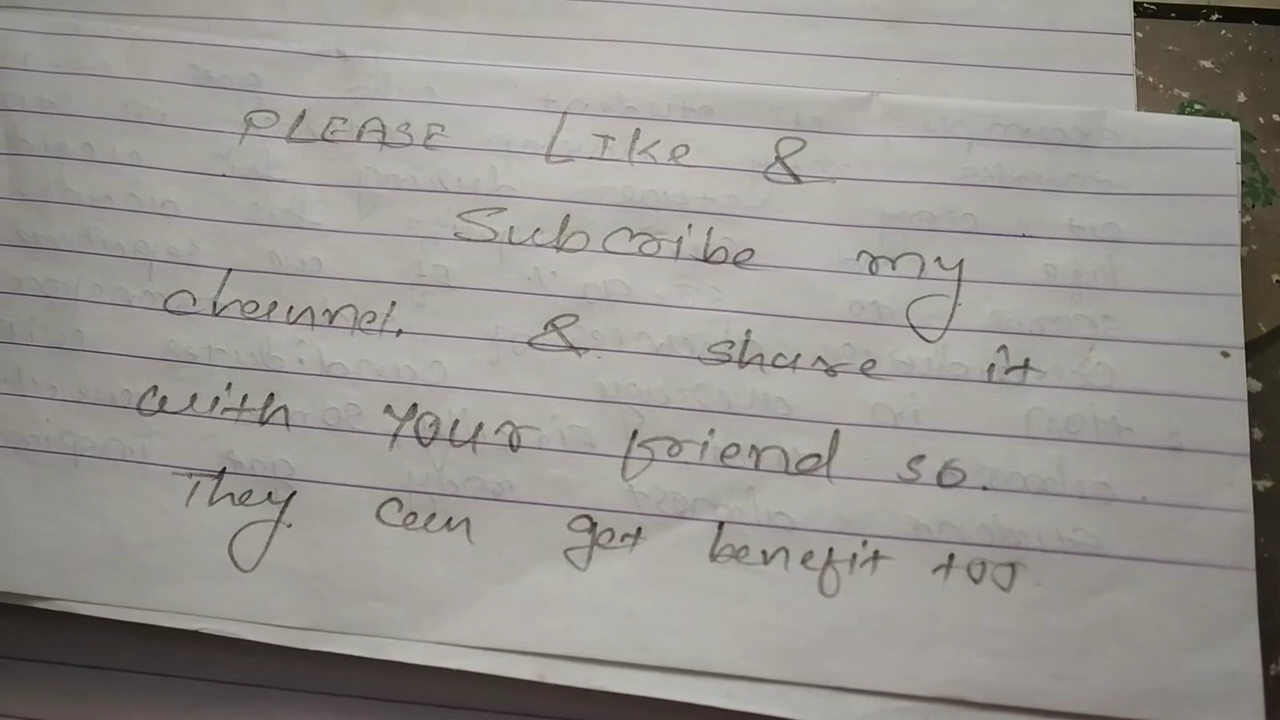 PLEASE LIKe &
Subcribe my
channel. & share it
with Your friend so.
They can get benefit too